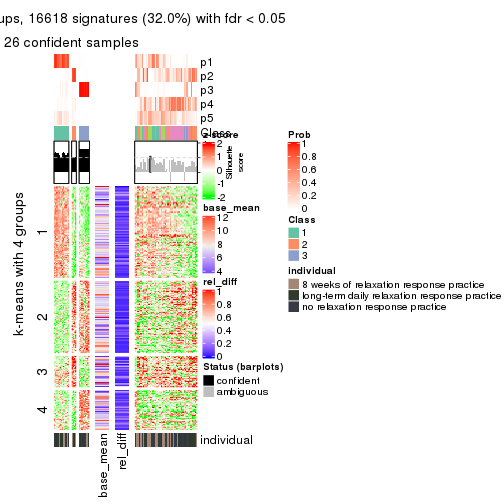 ups, 16618 signatures (32.0%) with fdr < 0.05
26 confident samples
p1
p2
p3
p4
p5
Class
z-score
2
1
0
-1
-2
Silhouette
score
base_mean
12
10
8
6
4
rel_diff
1
0.8
0.6
0.4
0.2
0
Status (barplots)
confident
ambiguous
Prob
1
0.8
0.6
0.4
0.2
0
Class
1
2
3
individual
8 weeks of relaxation response practice
long-term daily relaxation response practice
no relaxation response practice
k-means with 4 groups
1
2
3
4
individual
base_mean
rel_diff